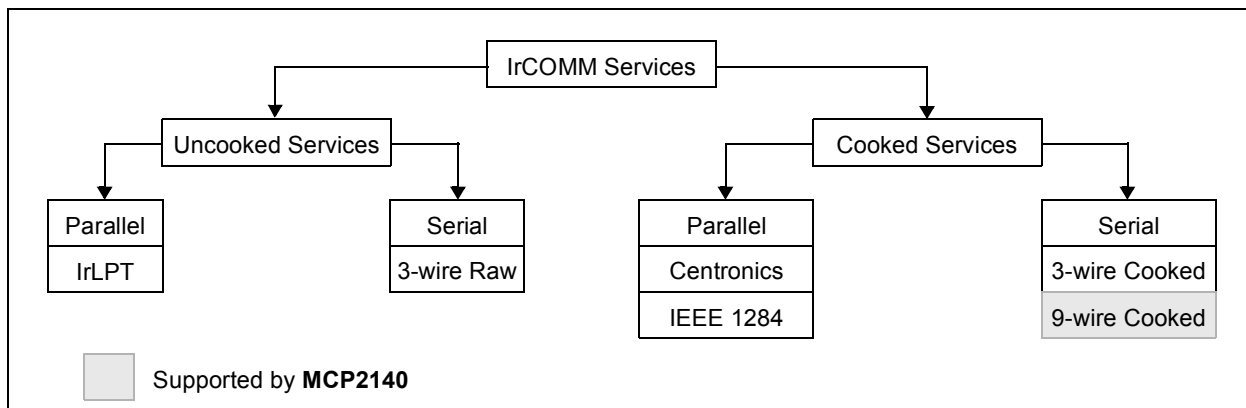 IrCOMM Services
Uncooked Services
Cooked Services
Parallel
IrLPT
Serial
3-wire Raw
Parallel
Centronics
IEEE 1284
Serial
3-wire Cooked
9-wire Cooked
Supported by MCP2140